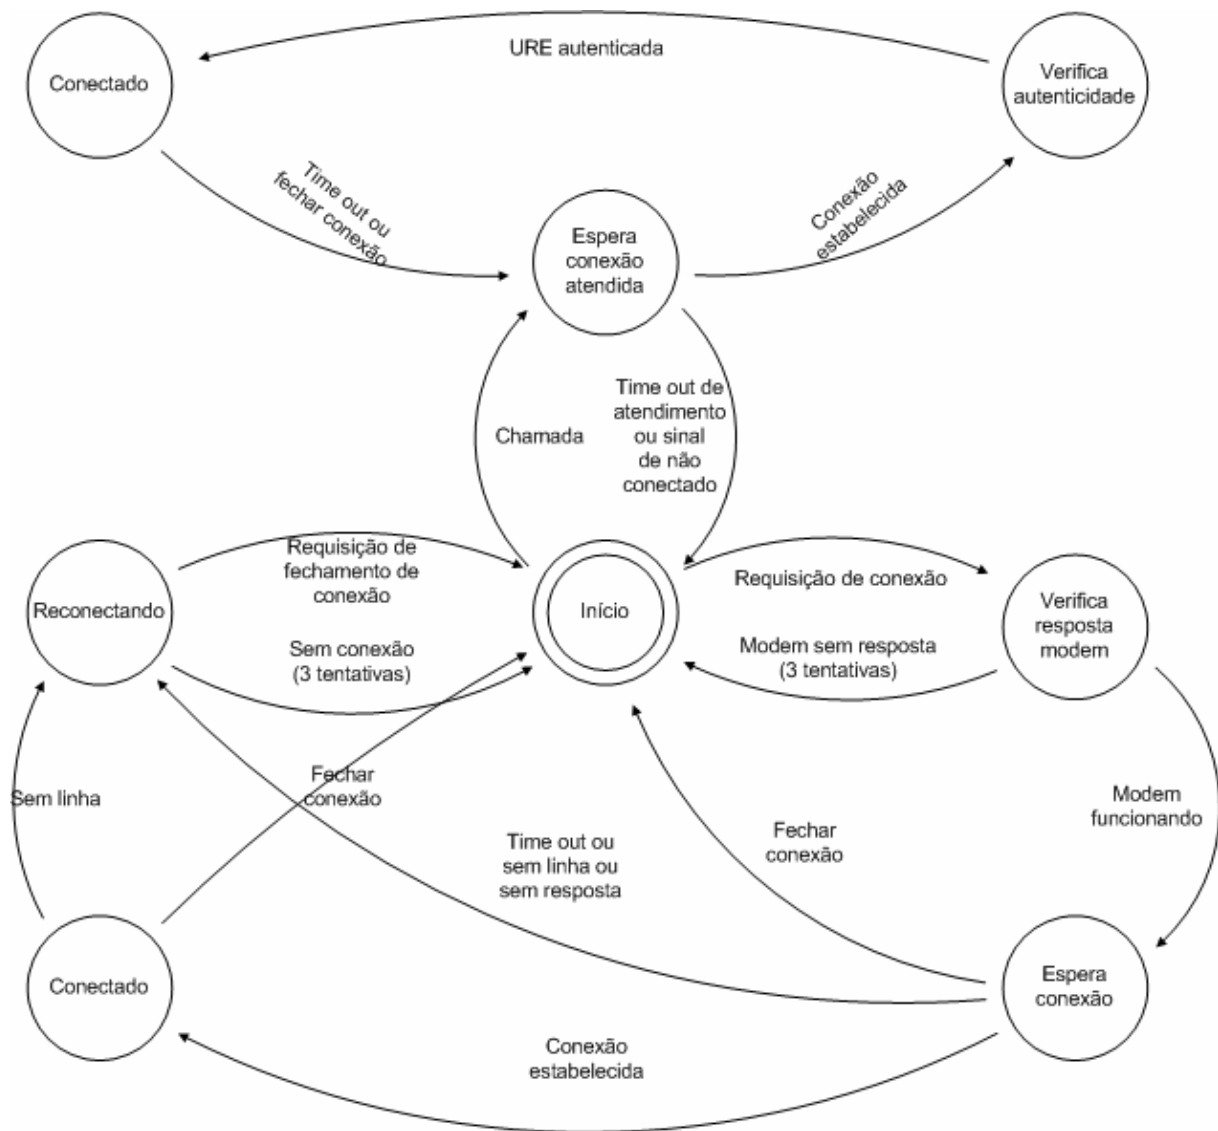 URE autenticada
Conectado
Verifica
autenticidade
Time out ou
fechar conexão
Espera
conexão
atendida
Conexão
estabelecida
Chamada
Time out de
atendimento
ou sinal
de não
conectado
Reconectando
Requisição de
fechamento de
conexão
Sem conexão
(3 tentativas)
Início
Requisição de conexão
Modem sem resposta
(3 tentativas)
Verifica
resposta
modem
Sem linha
Fechar
conexão
Time out ou
sem linha ou
sem resposta
Fechar
conexão
Modem
funcionando
Conectado
Espera
conexão
Conexão
estabelecida